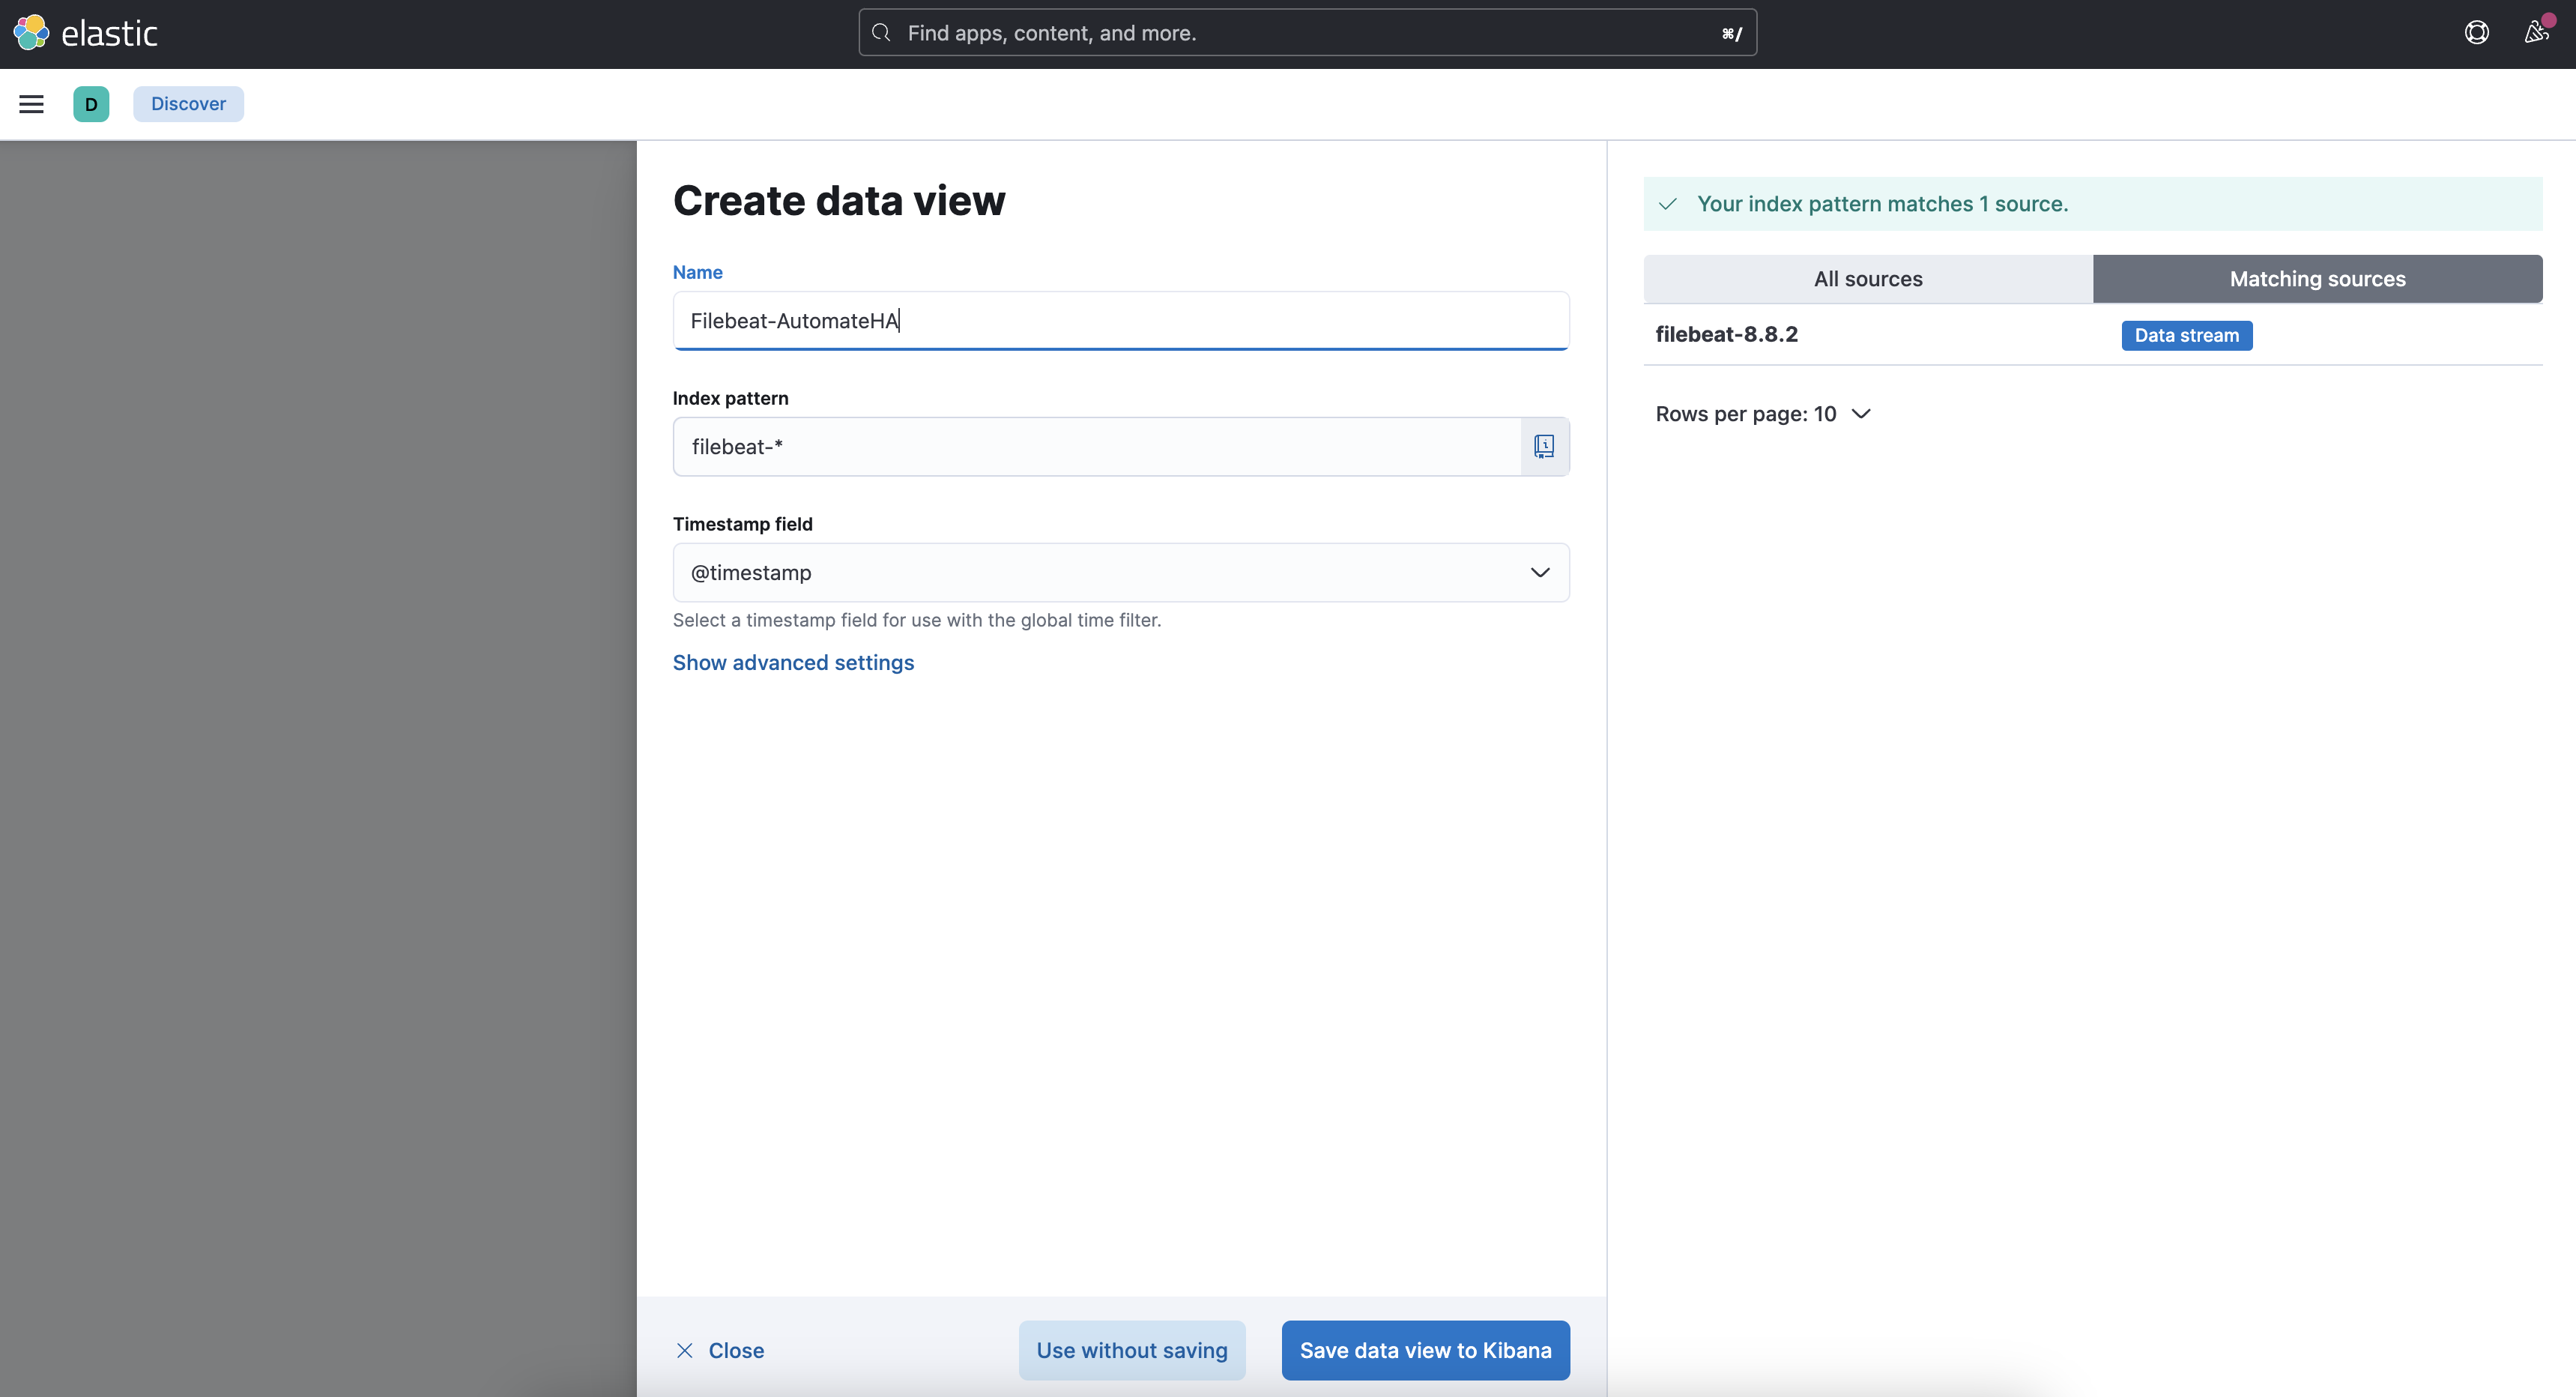 elastic
Find apps, content, and more.
⌘/
D
Discover
Create data view
Name
Filebeat-AutomateHA
Index pattern
filebeat-*
Timestamp field
@timestamp
Select a timestamp field for use with the global time filter.
Show advanced settings
Close
Use without saving
Save data view to Kibana
Your index pattern matches 1 source.
All sources
Matching sources
filebeat-8.8.2
Data stream
Rows per page: 10